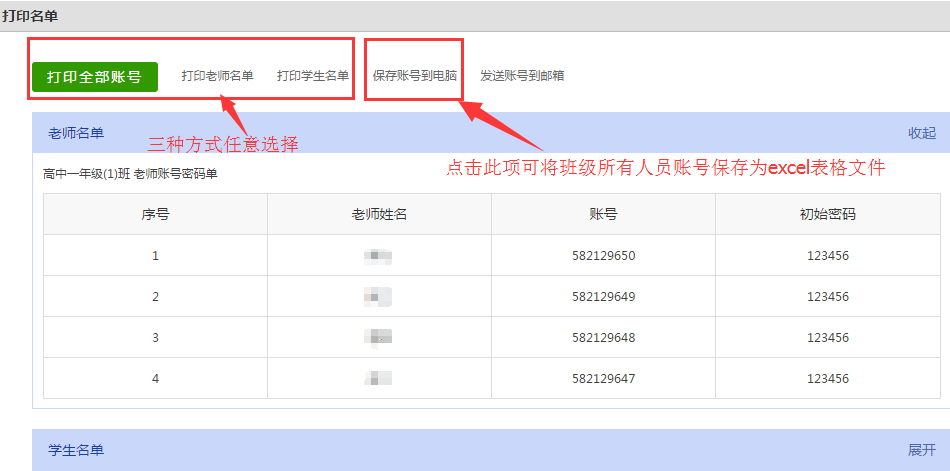 打印名单
打印全部账号 打印老师名单 打印学生名单 保存账号到电脑 发送账号到邮箱
老师名单 收起
三种方式任意选择
点击此项可将班级所有人员账号保存为excel表格文件
高中一年级(1)班 老师账号密码单
序号 老师姓名 账号 初始密码
1 582129650 123456
2 582129649 123456
3 582129648 123456
4 582129647 123456
学生名单 展开